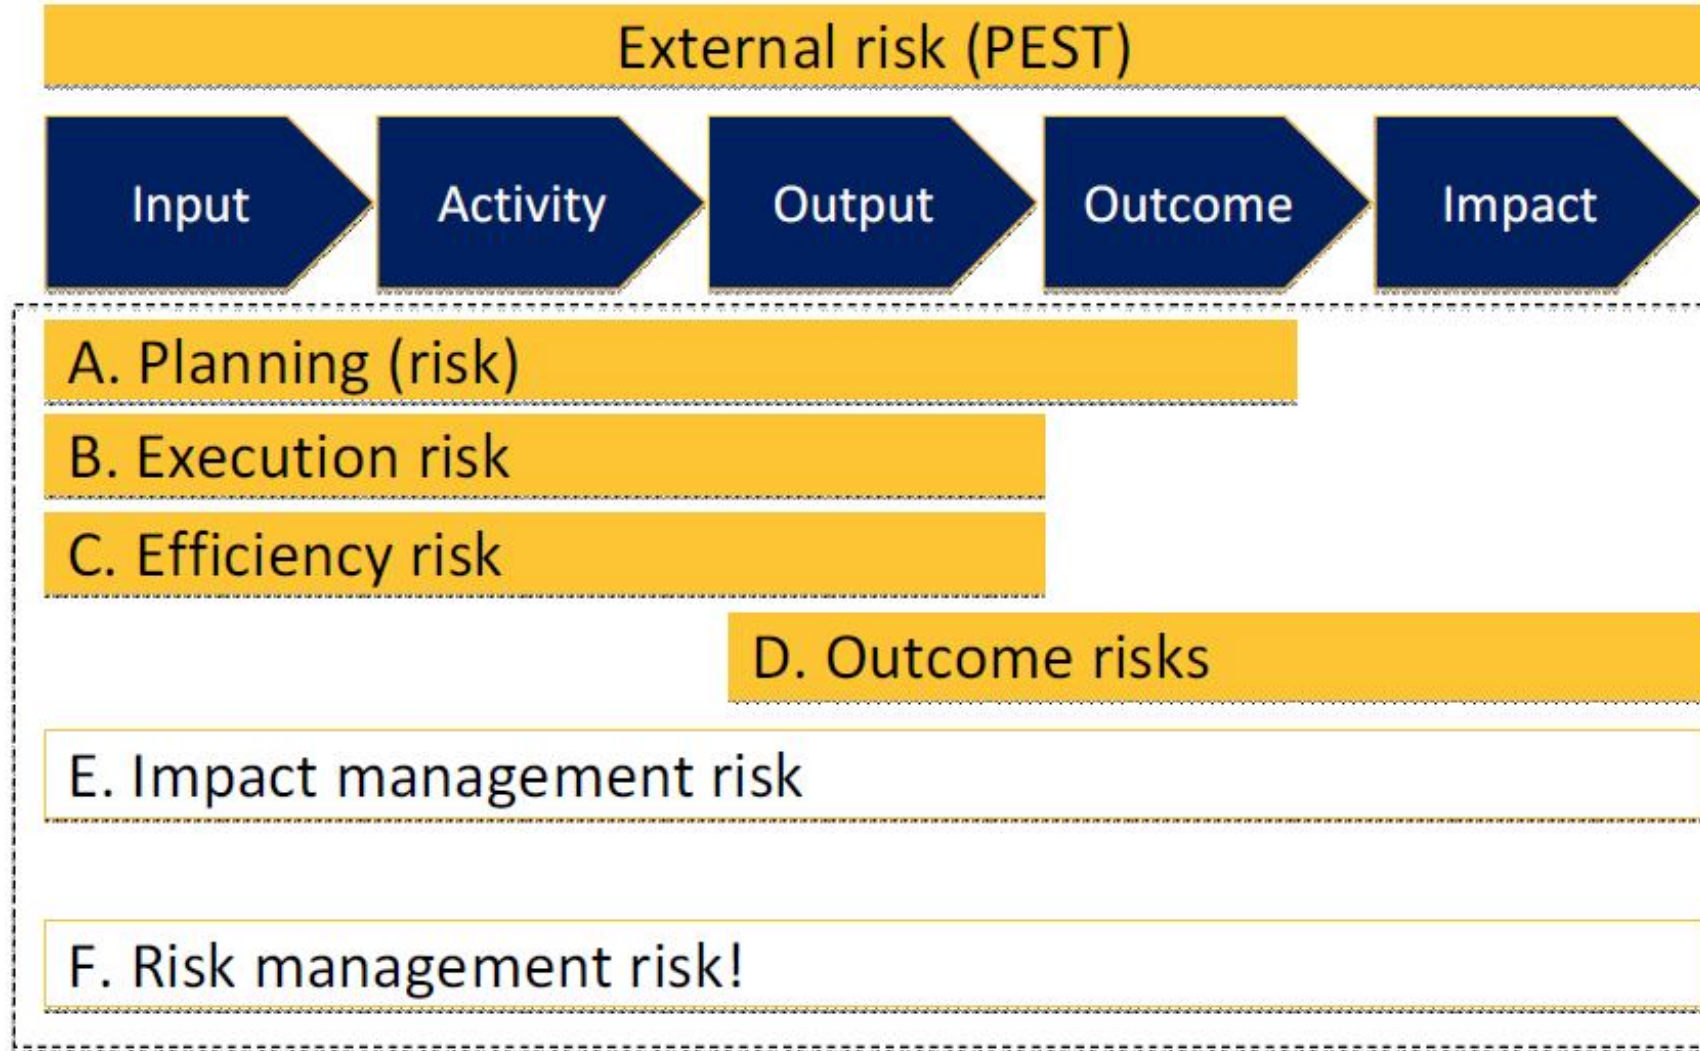 External risk (PEST)
Input
Activity
Output
Outcome
Impact
A. Planning (risk)
B. Execution risk
C. Efficiency risk
D. Outcome risks
E. Impact management risk
F. Risk management risk!